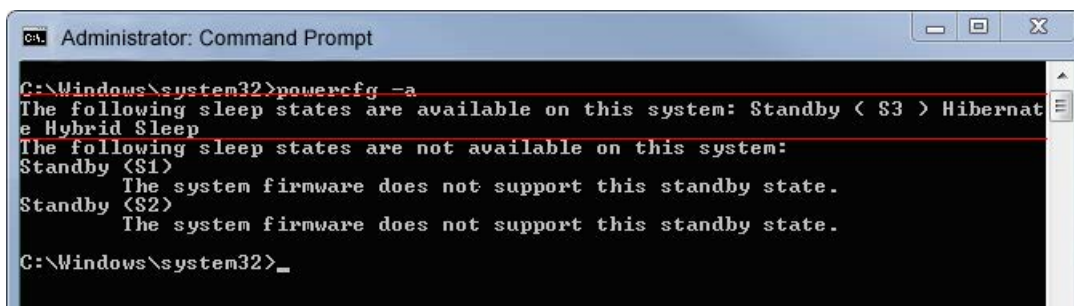 Administrator: Command Prompt
C:\Windows\system32>powercfg -a
The following sleep states are available on this system: Standby ( S3 ) Hibernat
e Hybrid Sleep
The following sleep states are not available on this system:
Standby (S1)
The system firmware does not support this standby state.
Standby (S2)
The system firmware does not support this standby state.
C:\Windows\system32>_